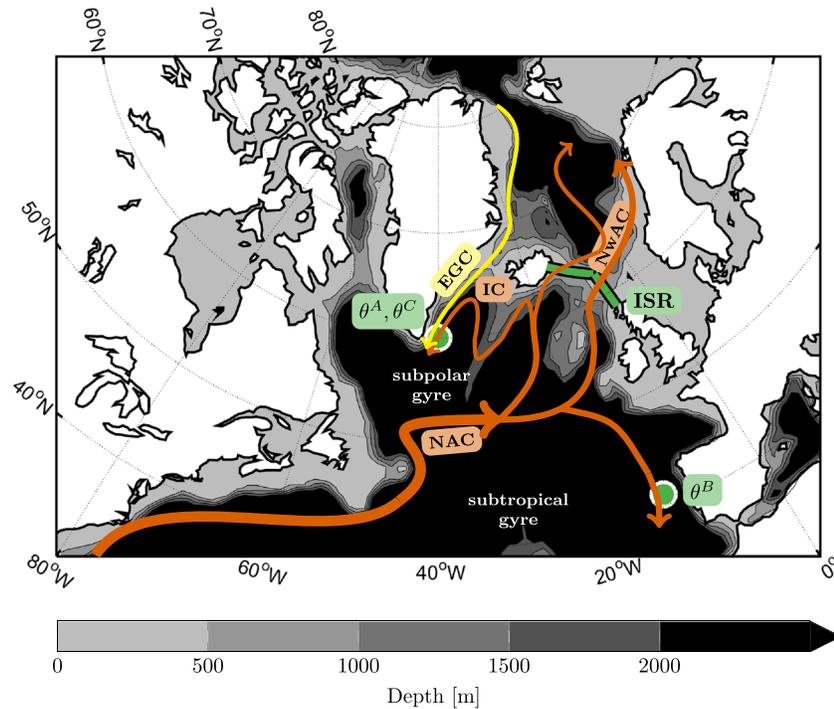 60°N
70°N
80°N
50°N
40°N
NwAC
EGC
IC
ISR
θ^A, θ^C
subpolar
gyre
NAC
θ^B
subtropical
gyre
80°W
60°W
40°W
20°W
0°
0
500
1000
1500
2000
Depth [m]